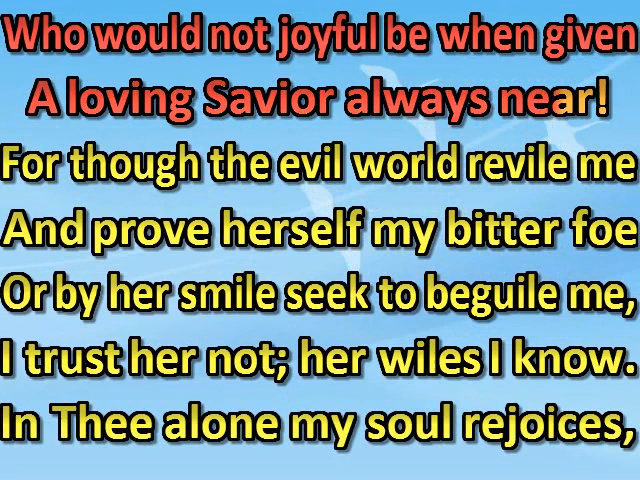 Who would not joyful be when given
A loving Savior always near!
For though the evil world revile me
And prove herself my bitter foe
Or by her smile seek to beguile me,
I trust her not; her wiles I know.
In Thee alone my soul rejoices,